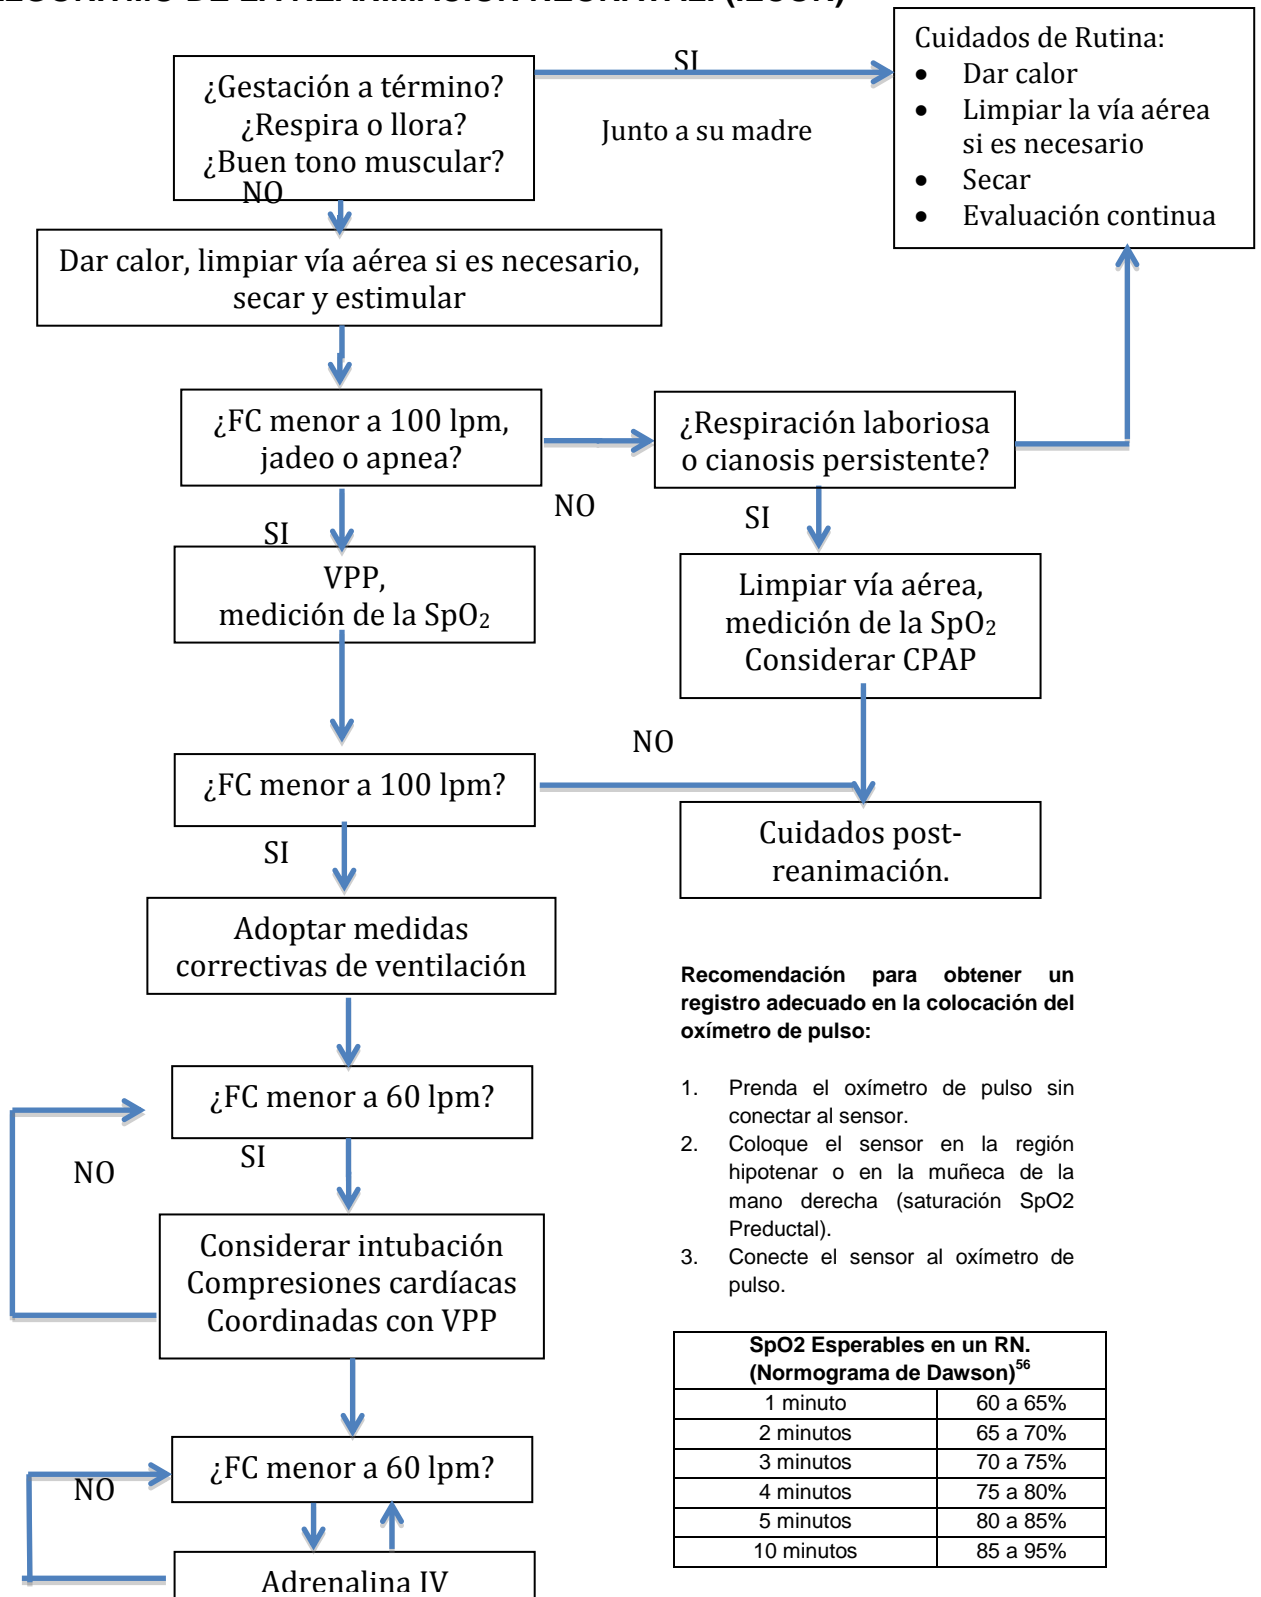 ¿Gestación a término?
¿Respira o llora?
¿Buen tono muscular?
SI
Junto a su madre
Cuidados de Rutina:
• Dar calor
• Limpiar la vía aérea
si es necesario
• Secar
• Evaluación continua
NO
Dar calor, limpiar vía aérea si es necesario,
secar y estimular
¿FC menor a 100 lpm,
jadeo o apnea?
NO
¿Respiración laboriosa
o cianosis persistente?
SI
SI
VPP,
medición de la SpO2
Limpiar vía aérea,
medición de la SpO2
Considerar CPAP
¿FC menor a 100 lpm?
NO
Cuidados post-
reanimación.
SI
Adoptar medidas
correctivas de ventilación
¿FC menor a 60 lpm?
NO
SI
Considerar intubación
Compresiones cardíacas
Coordinadas con VPP
¿FC menor a 60 lpm?
NO
Adrenalina IV
Recomendación para obtener un
registro adecuado en la colocación del
oxímetro de pulso:
1. Prenda el oxímetro de pulso sin
conectar al sensor.
2. Coloque el sensor en la región
hipotenar o en la muñeca de la
mano derecha (saturación SpO2
Preductal).
3. Conecte el sensor al oxímetro de
pulso.
SpO2 Esperables en un RN.
(Normograma de Dawson)56
1 minuto 60 a 65%
2 minutos 65 a 70%
3 minutos 70 a 75%
4 minutos 75 a 80%
5 minutos 80 a 85%
10 minutos 85 a 95%